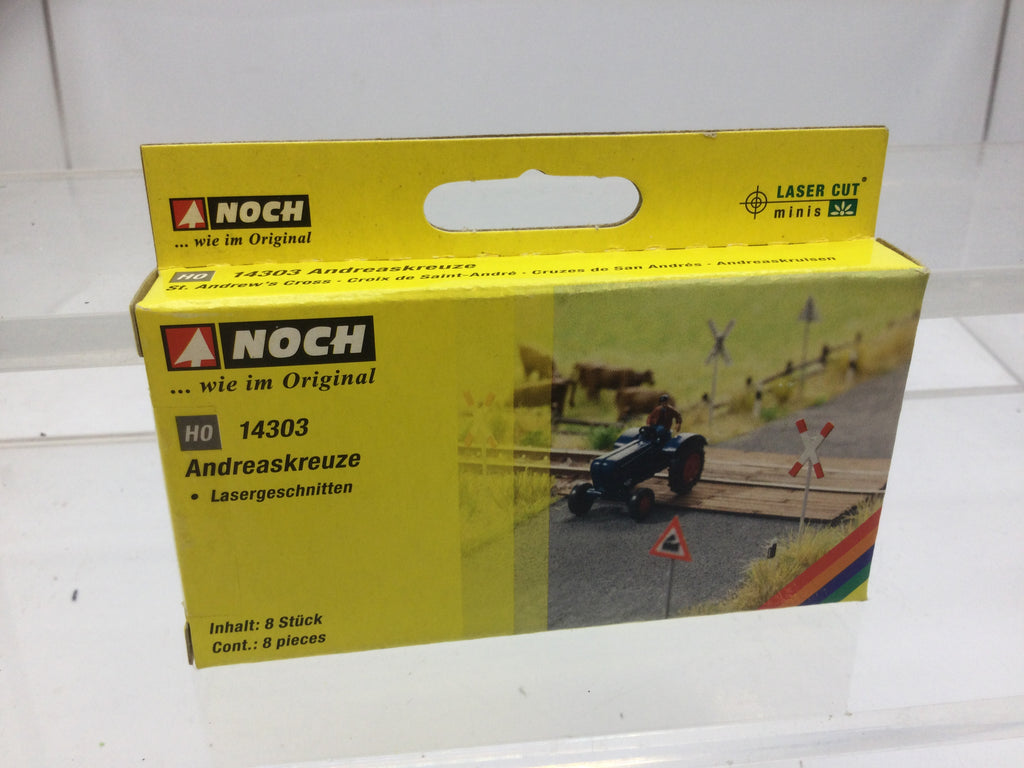 NOCH
... wie im Original
LASER CUT
minis
HO 14303 Andreaskreuze
St. Andrew's Cross · Croix de Saint-André · Cruzes de San Andrés · Andreaskruisen
NOCH
... wie im Original
HO 14303
Andreaskreuze
• Lasergeschnitten
Inhalt: 8 Stück
Cont.: 8 pieces